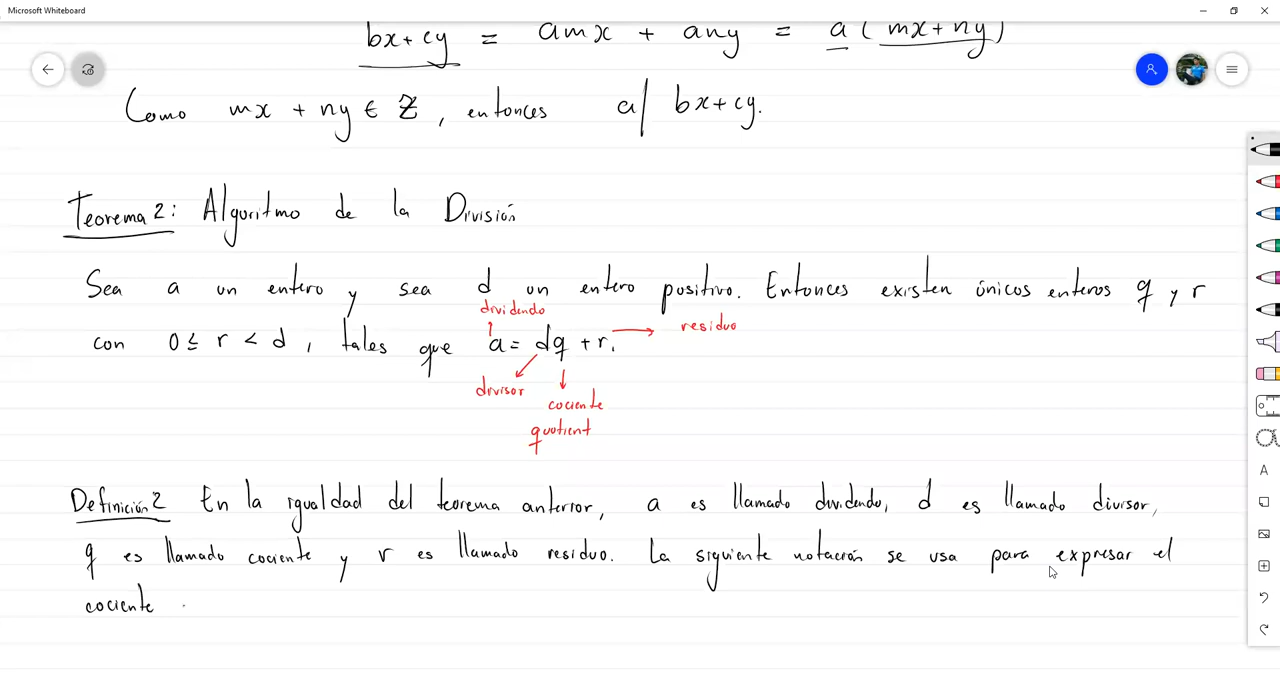 Microsoft Whiteboard
bx+cy = amx + any = a (mx+ny)
Como mx + ny ∈ ℤ, entonces a | bx+cy.
Teorema 2: Algoritmo de la División
Sea a un entero y sea d un entero positivo. Entonces existen únicos enteros q y r
dividendo
con 0 ≤ r < d, tales que a = dq + r.
residuo
divisor
cociente
quotient
Definición 2 En la igualdad del teorema anterior, a es llamado dividendo, d es llamado divisor,
q es llamado cociente y r es llamado residuo. La siguiente notación se usa para expresar el
cociente